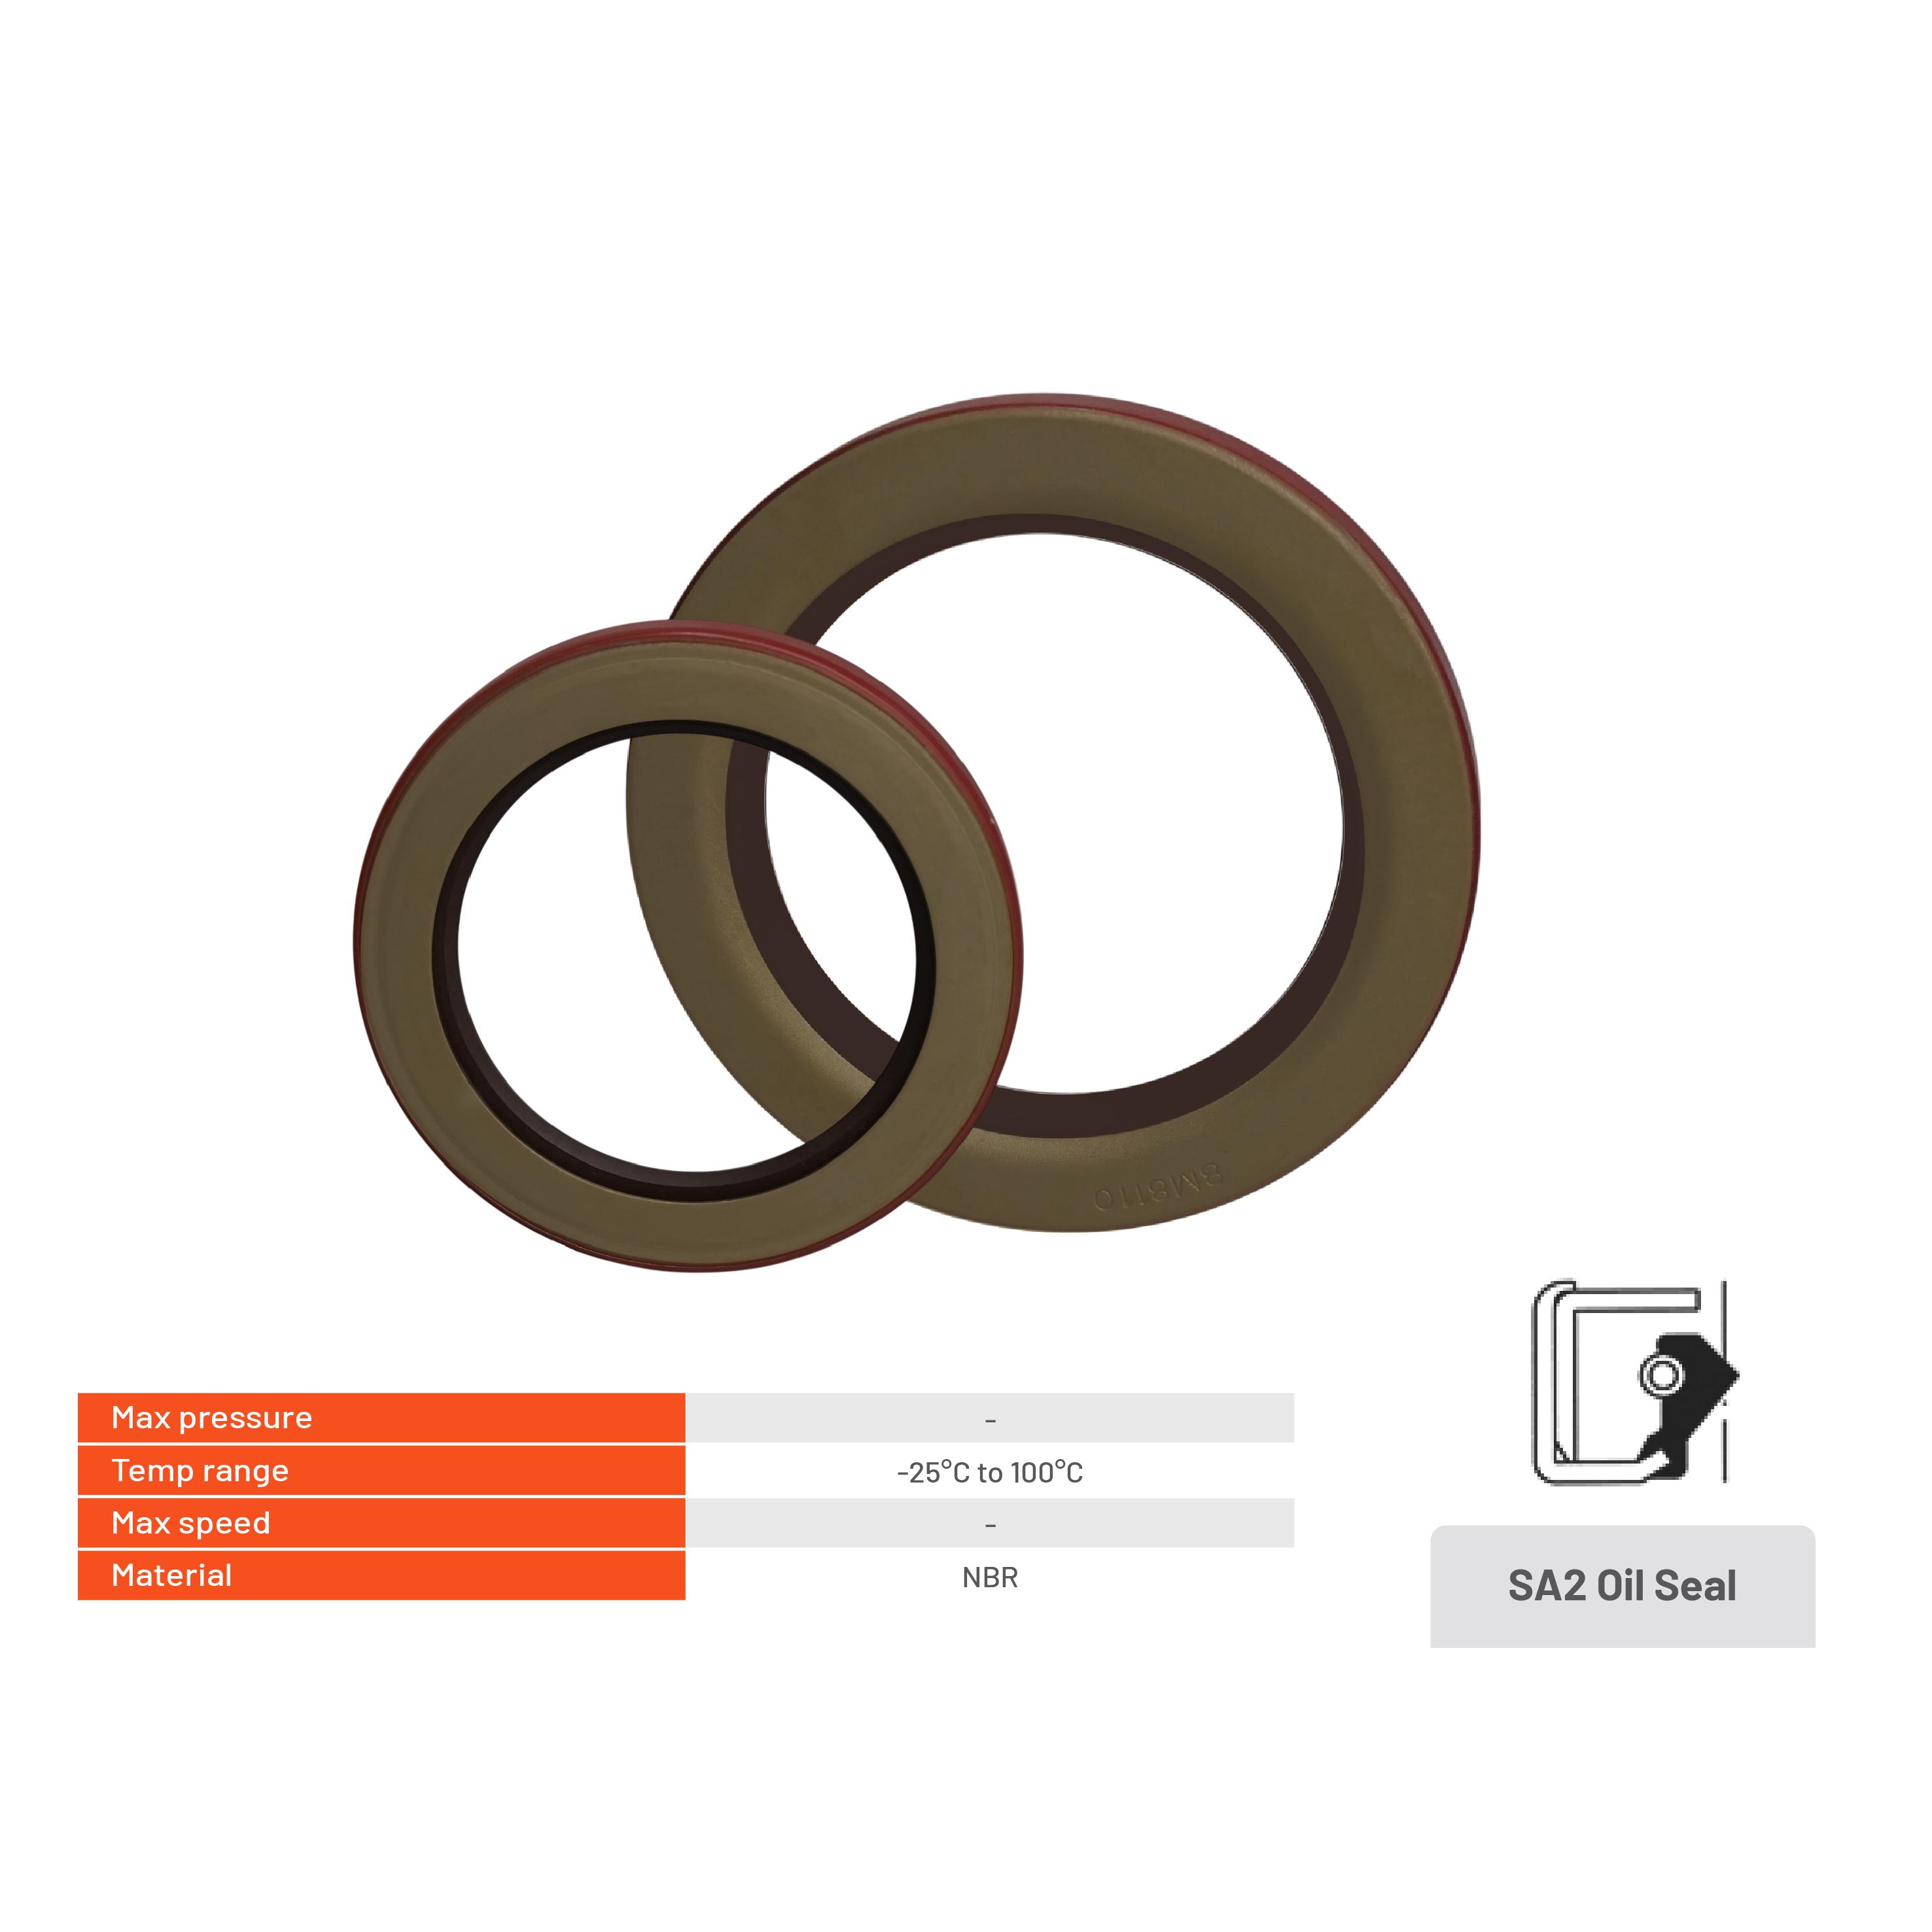 Max pressure -
Temp range -25°C to 100°C
Max speed -
Material NBR
SA2 Oil Seal